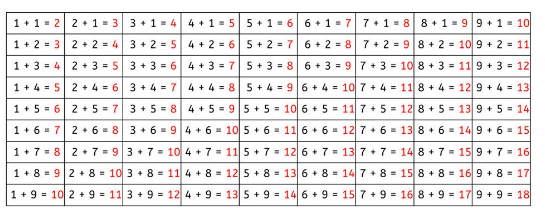 1 + 1 = 2 2 + 1 = 3 3 + 1 = 4 4 + 1 = 5 5 + 1 = 6 6 + 1 = 7 7 + 1 = 8 8 + 1 = 9 9 + 1 = 10
1 + 2 = 3 2 + 2 = 4 3 + 2 = 5 4 + 2 = 6 5 + 2 = 7 6 + 2 = 8 7 + 2 = 9 8 + 2 = 10 9 + 2 = 11
1 + 3 = 4 2 + 3 = 5 3 + 3 = 6 4 + 3 = 7 5 + 3 = 8 6 + 3 = 9 7 + 3 = 10 8 + 3 = 11 9 + 3 = 12
1 + 4 = 5 2 + 4 = 6 3 + 4 = 7 4 + 4 = 8 5 + 4 = 9 6 + 4 = 10 7 + 4 = 11 8 + 4 = 12 9 + 4 = 13
1 + 5 = 6 2 + 5 = 7 3 + 5 = 8 4 + 5 = 9 5 + 5 = 10 6 + 5 = 11 7 + 5 = 12 8 + 5 = 13 9 + 5 = 14
1 + 6 = 7 2 + 6 = 8 3 + 6 = 9 4 + 6 = 10 5 + 6 = 11 6 + 6 = 12 7 + 6 = 13 8 + 6 = 14 9 + 6 = 15
1 + 7 = 8 2 + 7 = 9 3 + 7 = 10 4 + 7 = 11 5 + 7 = 12 6 + 7 = 13 7 + 7 = 14 8 + 7 = 15 9 + 7 = 16
1 + 8 = 9 2 + 8 = 10 3 + 8 = 11 4 + 8 = 12 5 + 8 = 13 6 + 8 = 14 7 + 8 = 15 8 + 8 = 16 9 + 8 = 17
1 + 9 = 10 2 + 9 = 11 3 + 9 = 12 4 + 9 = 13 5 + 9 = 14 6 + 9 = 15 7 + 9 = 16 8 + 9 = 17 9 + 9 = 18